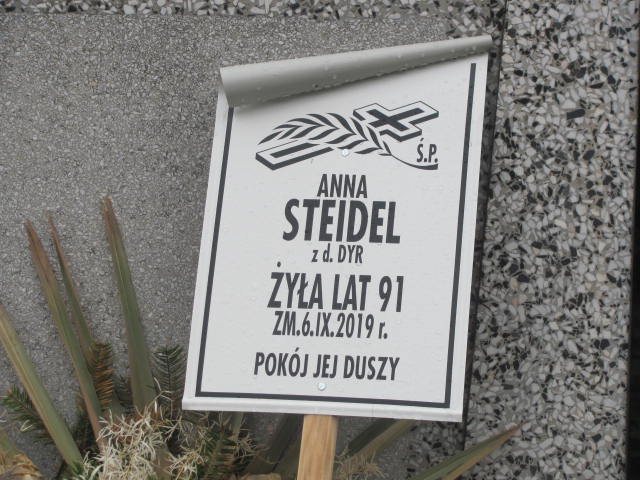 Ś.P.
ANNA
STEIDEL
z d. DYR
ŻYŁA LAT 91
ZM.6.IX.2019 r.
POKÓJ JEJ DUSZY